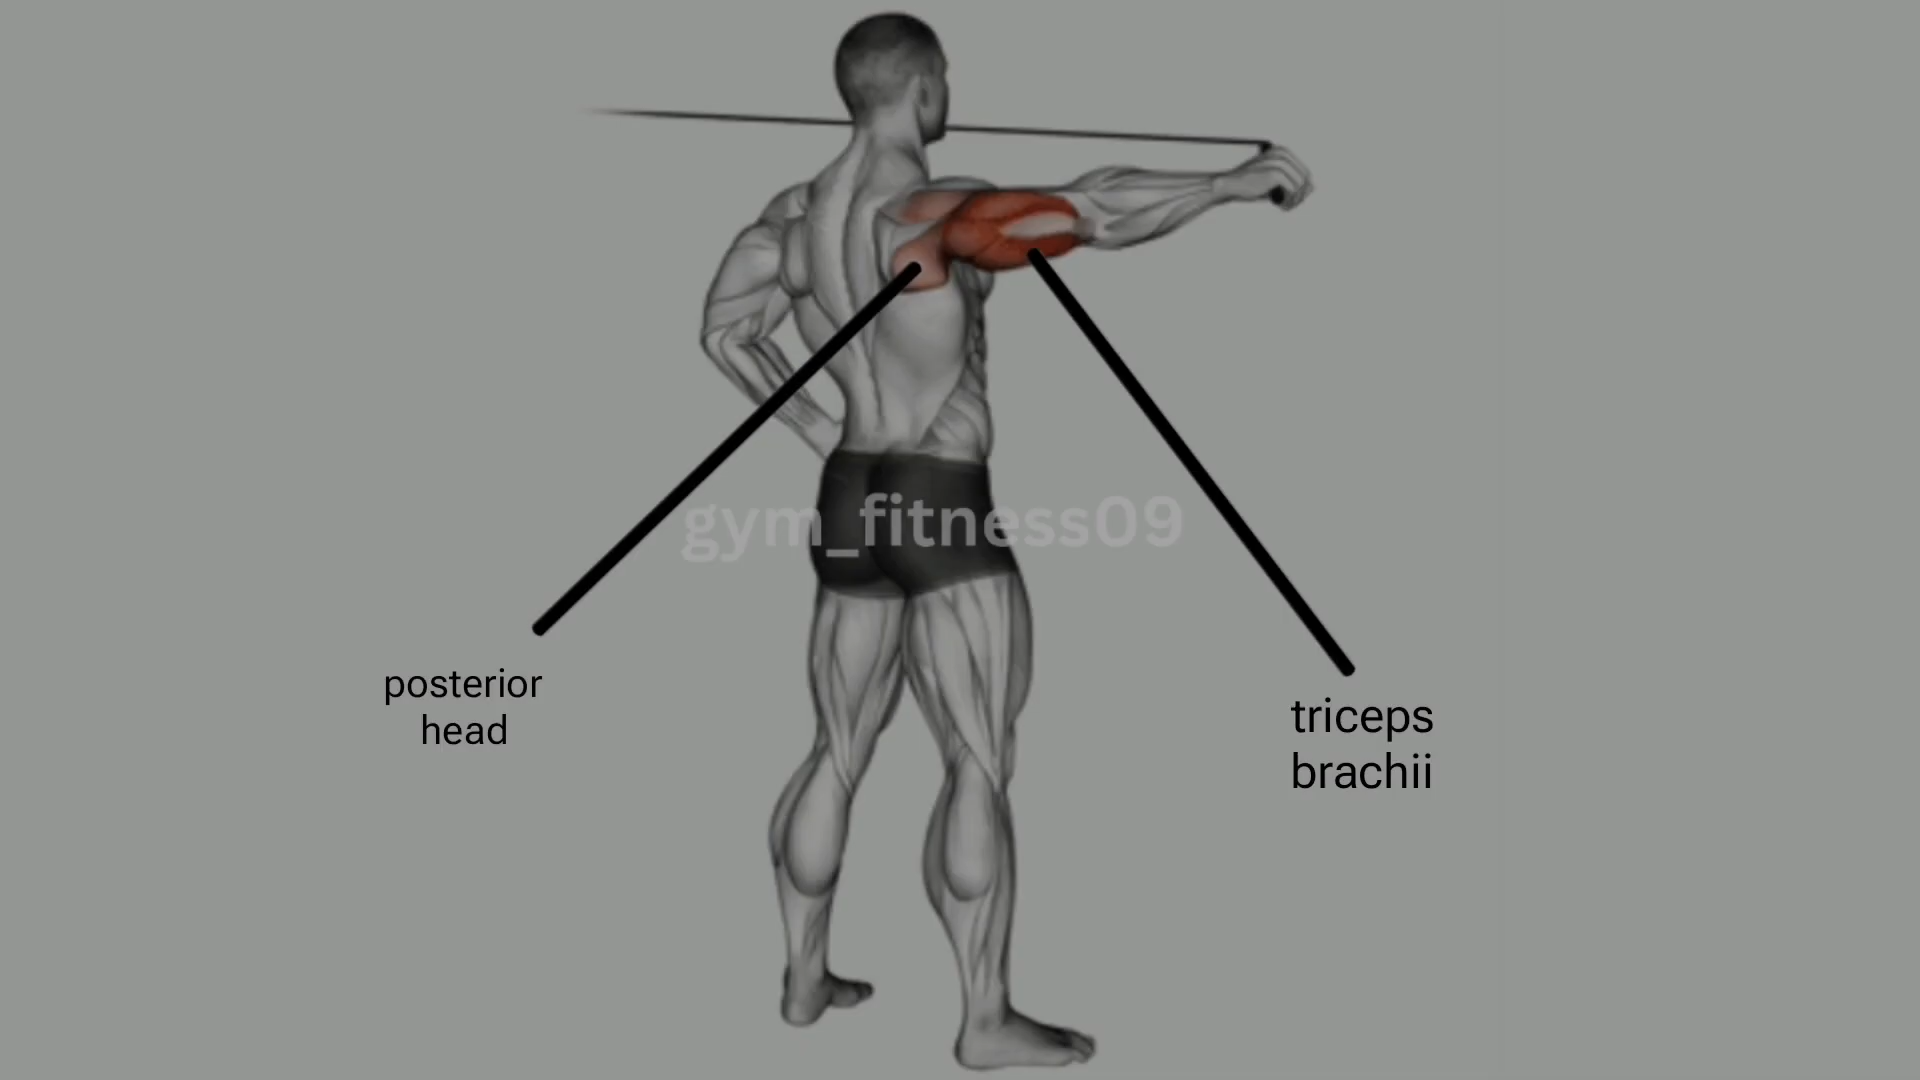 gym_fitness09
posterior
head
triceps
brachii